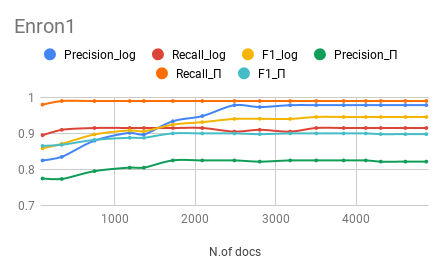 Enron1
Precision_log Recall_log F1_log Precision_Π
Recall_Π F1_Π
1
0.9
0.8
0.7
1000 2000 3000 4000
N.of docs